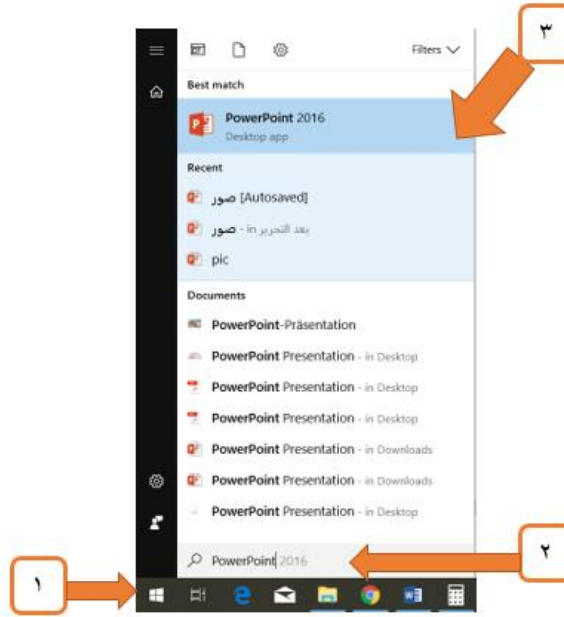 ٣
Filters
Best match
PowerPoint 2016
Desktop app
Recent
صور [Autosaved]
صور - in بعد التحرير
pic
Documents
PowerPoint-Präsentation
PowerPoint Presentation - in Desktop
PowerPoint Presentation - in Desktop
PowerPoint Presentation - in Desktop
PowerPoint Presentation - in Downloads
PowerPoint Presentation - in Downloads
PowerPoint Presentation - in Desktop
PowerPoint 2016
٢
١